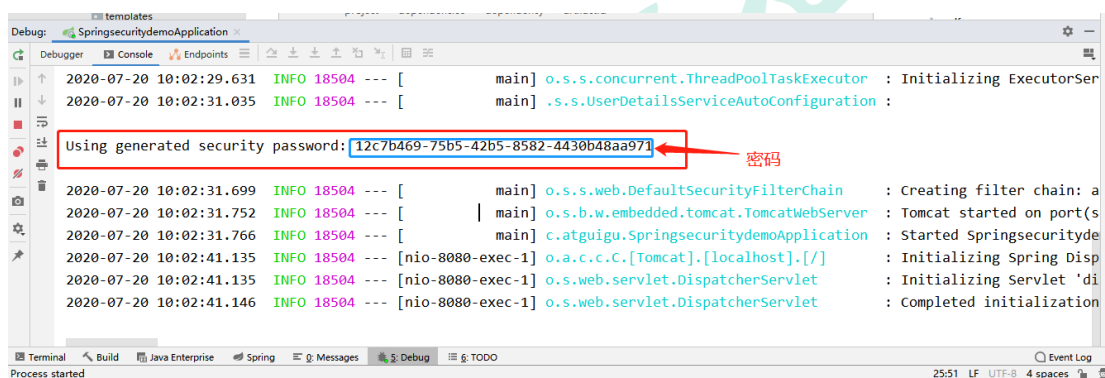 templates
Debug: SpringsecuritydemoApplication ×
Debugger Console Endpoints
2020-07-20 10:02:29.631 INFO 18504 --- [ main] o.s.s.concurrent.ThreadPoolTaskExecutor : Initializing ExecutorSer
2020-07-20 10:02:31.035 INFO 18504 --- [ main] .s.s.UserDetailsServiceAutoConfiguration :
Using generated security password: 12c7b469-75b5-42b5-8582-4430b48aa971
密码
2020-07-20 10:02:31.699 INFO 18504 --- [ main] o.s.s.web.DefaultSecurityFilterChain : Creating filter chain: a
2020-07-20 10:02:31.752 INFO 18504 --- [ main] o.s.b.w.embedded.tomcat.TomcatWebServer : Tomcat started on port(s
2020-07-20 10:02:31.766 INFO 18504 --- [ main] c.atguigu.SpringsecuritydemoApplication : Started Springsecurityde
2020-07-20 10:02:41.135 INFO 18504 --- [nio-8080-exec-1] o.a.c.c.C.[Tomcat].[localhost].[/] : Initializing Spring Disp
2020-07-20 10:02:41.135 INFO 18504 --- [nio-8080-exec-1] o.s.web.servlet.DispatcherServlet : Initializing Servlet 'di
2020-07-20 10:02:41.146 INFO 18504 --- [nio-8080-exec-1] o.s.web.servlet.DispatcherServlet : Completed initialization
Terminal Build Java Enterprise Spring 0: Messages 5: Debug 6: TODO Event Log
Process started 25:51 LF UTF-8 4 spaces